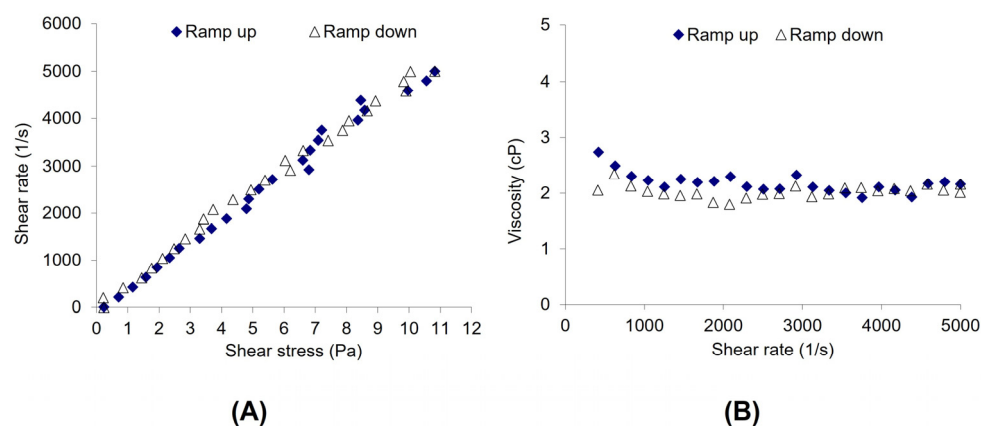 Ramp up Ramp down
6000
5000
4000
3000
2000
1000
0
Shear rate (1/s)
0 1 2 3 4 5 6 7 8 9 10 11 12
Shear stress (Pa)
(A)
Ramp up Ramp down
5
4
3
2
1
0
Viscosity (cP)
0 1000 2000 3000 4000 5000
Shear rate (1/s)
(B)